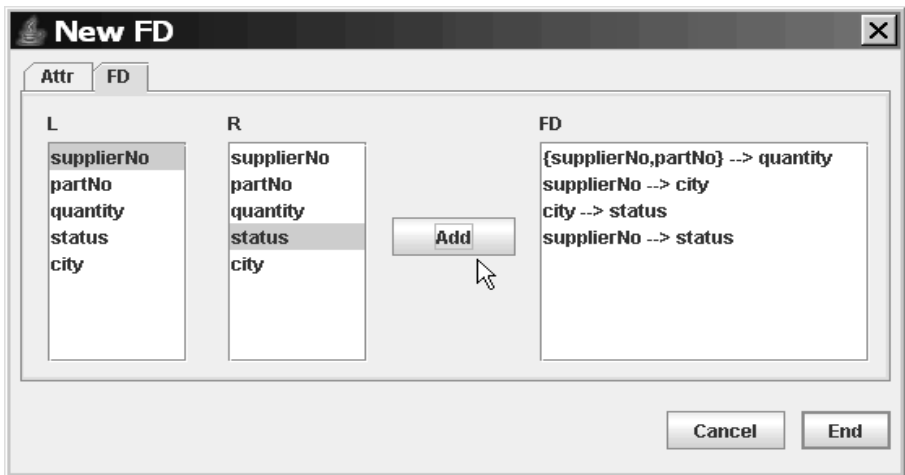 New FD
Attr FD
L R FD
supplierNo supplierNo {supplierNo,partNo} --> quantity
partNo partNo supplierNo --> city
quantity quantity city --> status
status status Add supplierNo --> status
city city
Cancel End